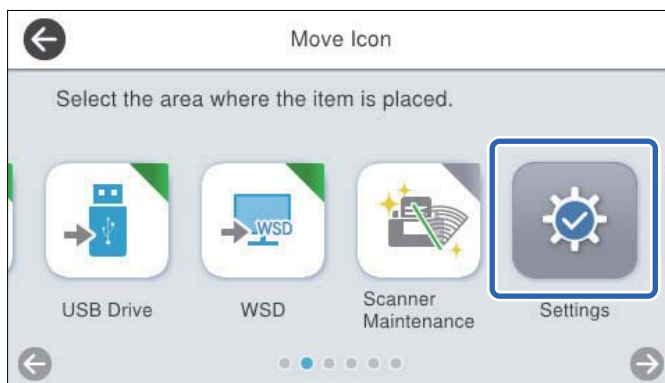 Move Icon
Select the area where the item is placed.
WSD
USB Drive
WSD
Scanner
Maintenance
Settings